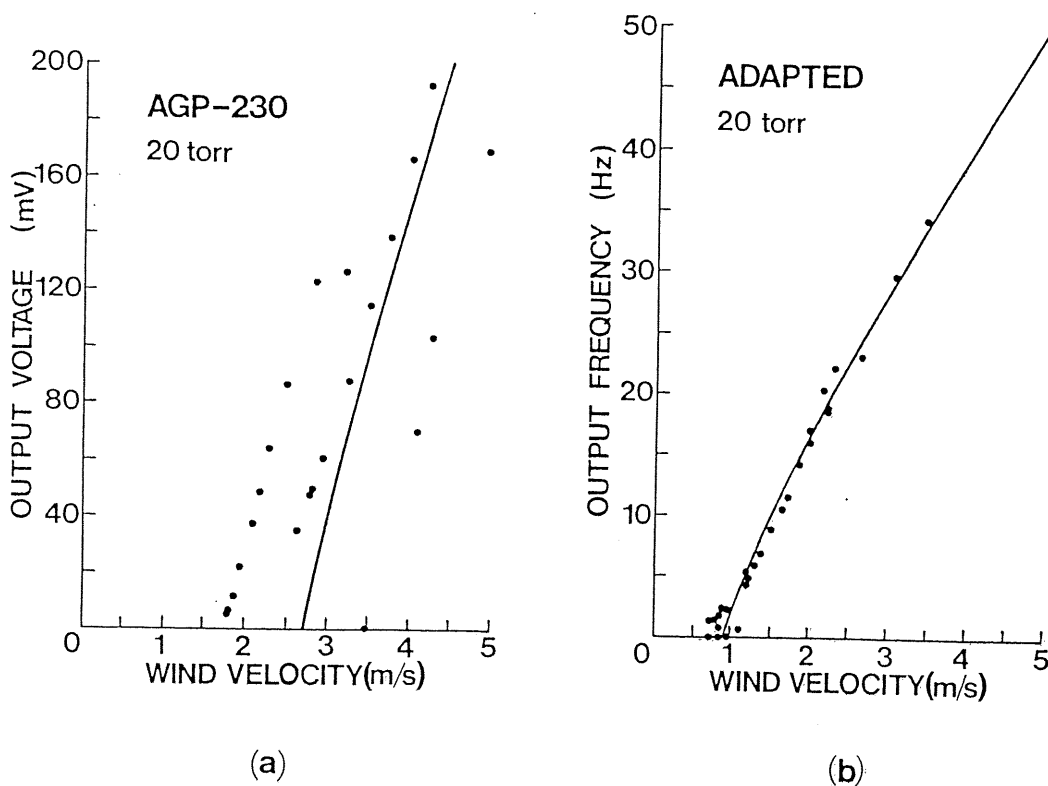 200
160
120
80
40
0
OUTPUT VOLTAGE (mV)
AGP-230
20 torr
1 2 3 4 5
WIND VELOCITY(m/s)
(a)
50
40
30
20
10
0
OUTPUT FREQUENCY (Hz)
ADAPTED
20 torr
1 2 3 4 5
WIND VELOCITY(m/s)
(b)